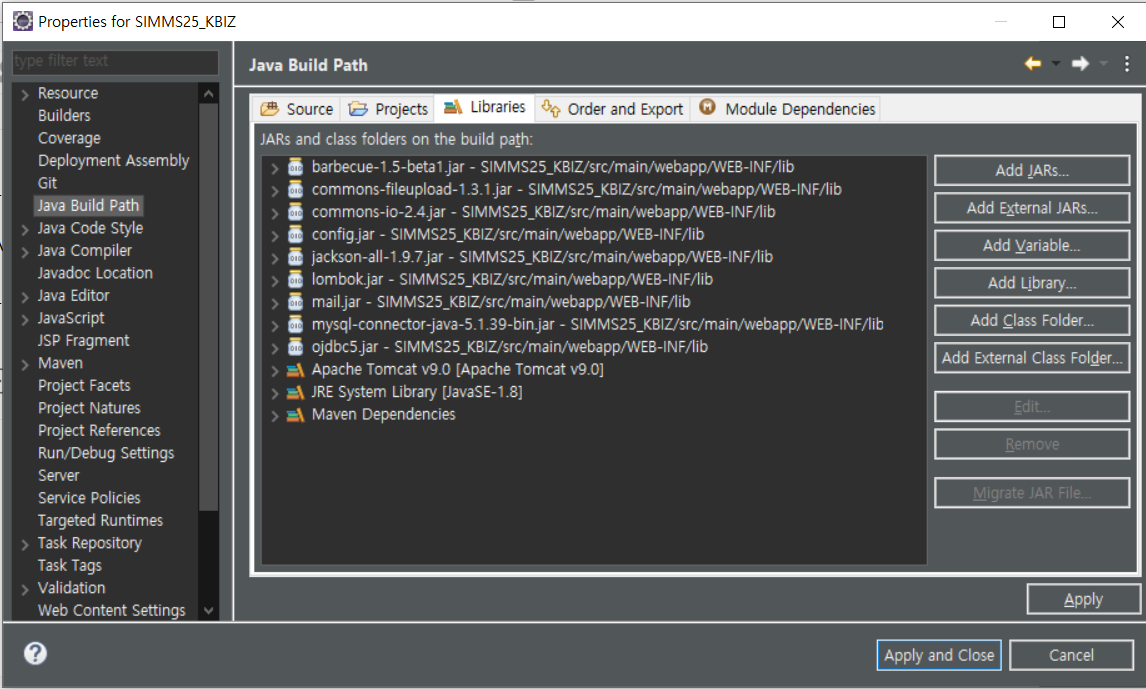 Properties for SIMMS25_KBIZ
type filter text
Resource
Builders
Coverage
Deployment Assembly
Git
Java Build Path
Java Code Style
Java Compiler
Javadoc Location
Java Editor
JavaScript
JSP Fragment
Maven
Project Facets
Project Natures
Project References
Run/Debug Settings
Server
Service Policies
Targeted Runtimes
Task Repository
Task Tags
Validation
Web Content Settings
Java Build Path
Source Projects Libraries Order and Export Module Dependencies
JARs and class folders on the build path:
barbecue-1.5-beta1.jar - SIMMS25_KBIZ/src/main/webapp/WEB-INF/lib
commons-fileupload-1.3.1.jar - SIMMS25_KBIZ/src/main/webapp/WEB-INF/lib
commons-io-2.4.jar - SIMMS25_KBIZ/src/main/webapp/WEB-INF/lib
config.jar - SIMMS25_KBIZ/src/main/webapp/WEB-INF/lib
jackson-all-1.9.7.jar - SIMMS25_KBIZ/src/main/webapp/WEB-INF/lib
lombok.jar - SIMMS25_KBIZ/src/main/webapp/WEB-INF/lib
mail.jar - SIMMS25_KBIZ/src/main/webapp/WEB-INF/lib
mysql-connector-java-5.1.39-bin.jar - SIMMS25_KBIZ/src/main/webapp/WEB-INF/lib
ojdbc5.jar - SIMMS25_KBIZ/src/main/webapp/WEB-INF/lib
Apache Tomcat v9.0 [Apache Tomcat v9.0]
JRE System Library [JavaSE-1.8]
Maven Dependencies
Add JARs...
Add External JARs...
Add Variable...
Add Library...
Add Class Folder...
Add External Class Folder...
Edit...
Remove
Migrate JAR File...
Apply
Apply and Close
Cancel